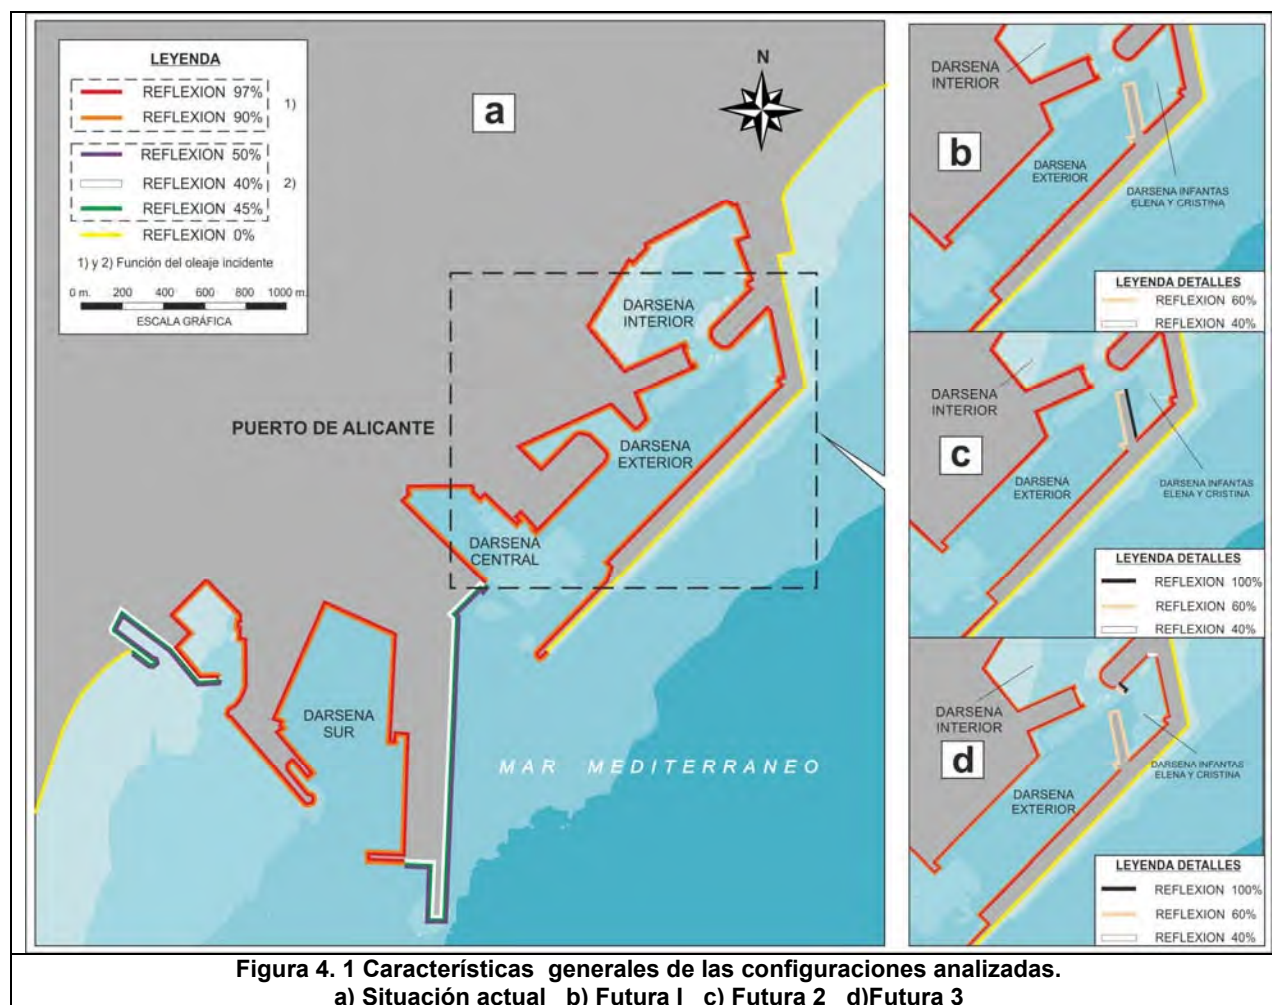 LEYENDA
REFLEXION 97%
1)
REFLEXION 90%
REFLEXION 50%
REFLEXION 40%
2)
REFLEXION 45%
REFLEXION 0%
1) y 2) Función del oleaje incidente
0 m. 200 400 600 800 1000 m.
ESCALA GRÁFICA
a
N
DARSENA
INTERIOR
PUERTO DE ALICANTE
DARSENA
EXTERIOR
DARSENA
CENTRAL
DARSENA
SUR
MAR MEDITERRANEO
DARSENA
INTERIOR
b
DARSENA
EXTERIOR
DARSENA INFANTAS
ELENA Y CRISTINA
LEYENDA DETALLES
REFLEXION 60%
REFLEXION 40%
DARSENA
INTERIOR
c
DARSENA
EXTERIOR
DARSENA INFANTAS
ELENA Y CRISTINA
LEYENDA DETALLES
REFLEXION 100%
REFLEXION 60%
REFLEXION 40%
DARSENA
INTERIOR
d
DARSENA
EXTERIOR
DARSENA INFANTAS
ELENA Y CRISTINA
LEYENDA DETALLES
REFLEXION 100%
REFLEXION 60%
REFLEXION 40%
Figura 4. 1 Características generales de las configuraciones analizadas.
a) Situación actual b) Futura I c) Futura 2 d)Futura 3